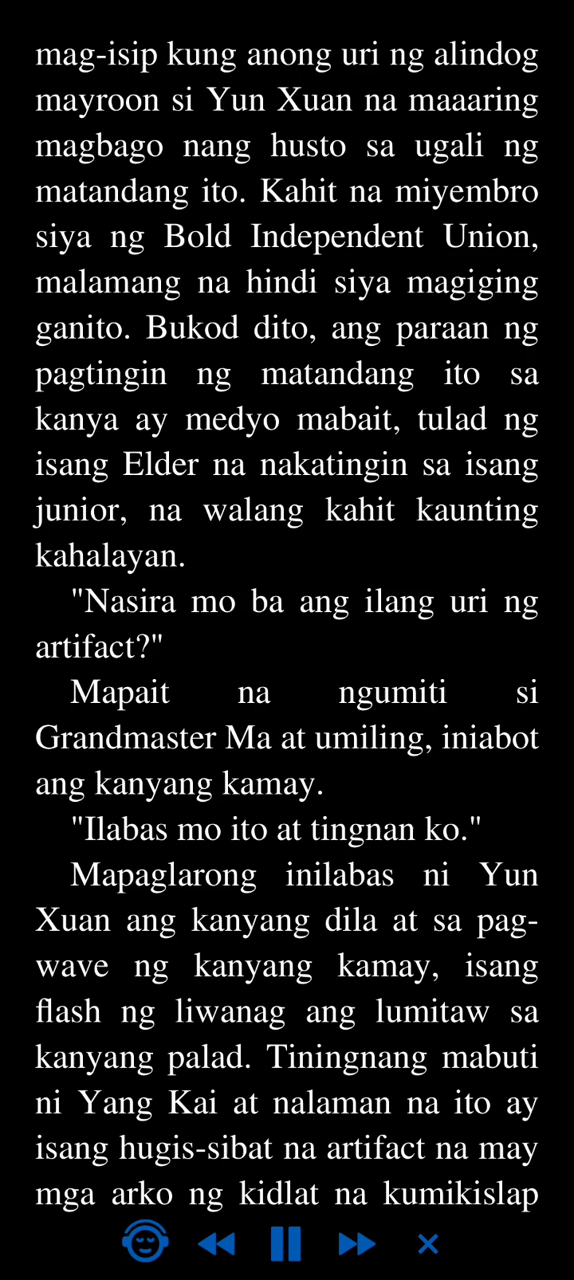 mag-isip kung anong uri ng alindog
mayroon si Yun Xuan na maaaring
magbago nang husto sa ugali ng
matandang ito. Kahit na miyembro
siya ng Bold Independent Union,
malamang na hindi siya magiging
ganito. Bukod dito, ang paraan ng
pagtingin ng matandang ito sa
kanya ay medyo mabait, tulad ng
isang Elder na nakatingin sa isang
junior, na walang kahit kaunting
kahalayan.
"Nasira mo ba ang ilang uri ng
artifact?"
Mapait na ngumiti si
Grandmaster Ma at umiling, iniabot
ang kanyang kamay.
"Ilabas mo ito at tingnan ko."
Mapaglarong inilabas ni Yun
Xuan ang kanyang dila at sa pag-
wave ng kanyang kamay, isang
flash ng liwanag ang lumitaw sa
kanyang palad. Tiningnang mabuti
ni Yang Kai at nalaman na ito ay
isang hugis-sibat na artifact na may
mga arko ng kidlat na kumikislap